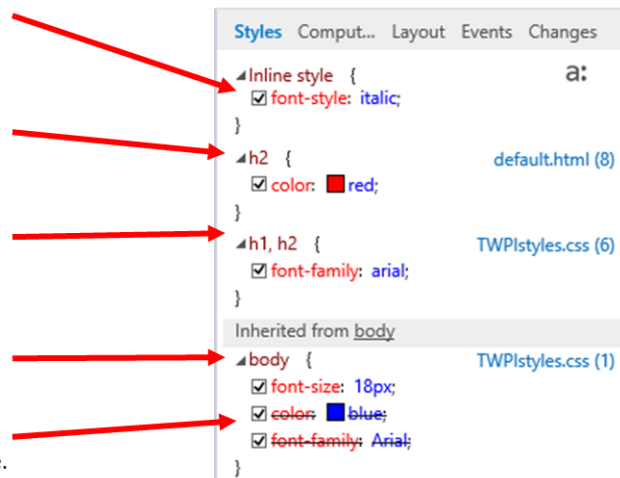 Styles Comput... Layout Events Changes
Inline style { a:
font-style: italic;
}
h2 { default.html (8)
color: red;
}
h1, h2 { TWPIstyles.css (6)
font-family: arial;
}
Inherited from body
body { TWPIstyles.css (1)
font-size: 18px;
color: blue;
font-family: Arial;
}